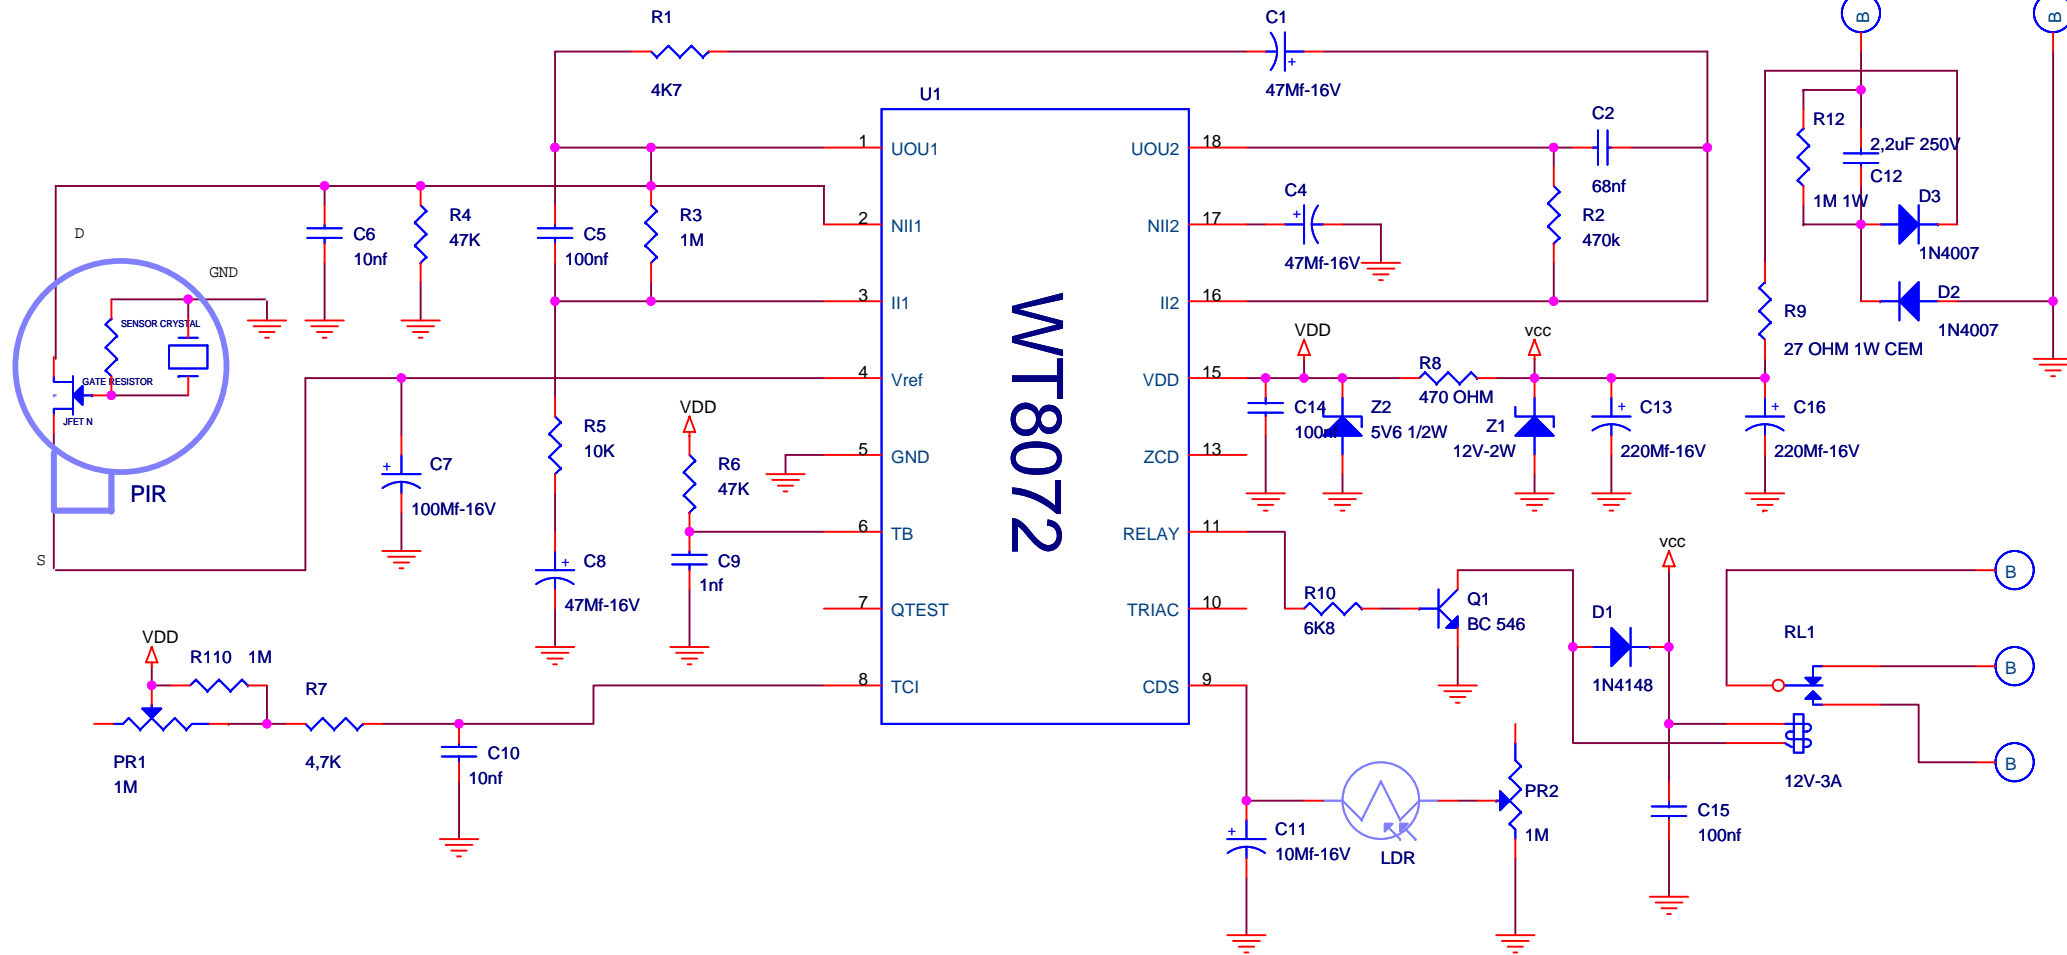 R1
4K7
C1
+
47Mf-16V
B
B
U1
WT8072
1
UOU1
2
NII1
3
II1
4
Vref
5
GND
6
TB
7
QTEST
8
TCI
18
UOU2
17
NII2
16
II2
15
VDD
13
ZCD
11
RELAY
10
TRIAC
9
CDS
C2
68nf
R2
470k
C4
+
47Mf-16V
R12
1M 1W
2,2uF 250V
C12
D3
1N4007
D2
1N4007
R9
27 OHM 1W CEM
D
GND
SENSOR CRYSTAL
GATE RESISTOR
JFET N
PIR
S
C6
10nf
R4
47K
C5
100nf
R3
1M
VDD
vcc
R8
470 OHM
C14
100nf
Z2
5V6 1/2W
Z1
12V-2W
+
C13
220Mf-16V
+
C16
220Mf-16V
+
C7
100Mf-16V
R5
10K
VDD
R6
47K
+
C8
47Mf-16V
C9
1nf
R10
6K8
Q1
BC 546
vcc
D1
1N4148
RL1
12V-3A
B
B
B
VDD
R110 1M
R7
4,7K
PR1
1M
C10
10nf
+
C11
10Mf-16V
LDR
PR2
1M
C15
100nf